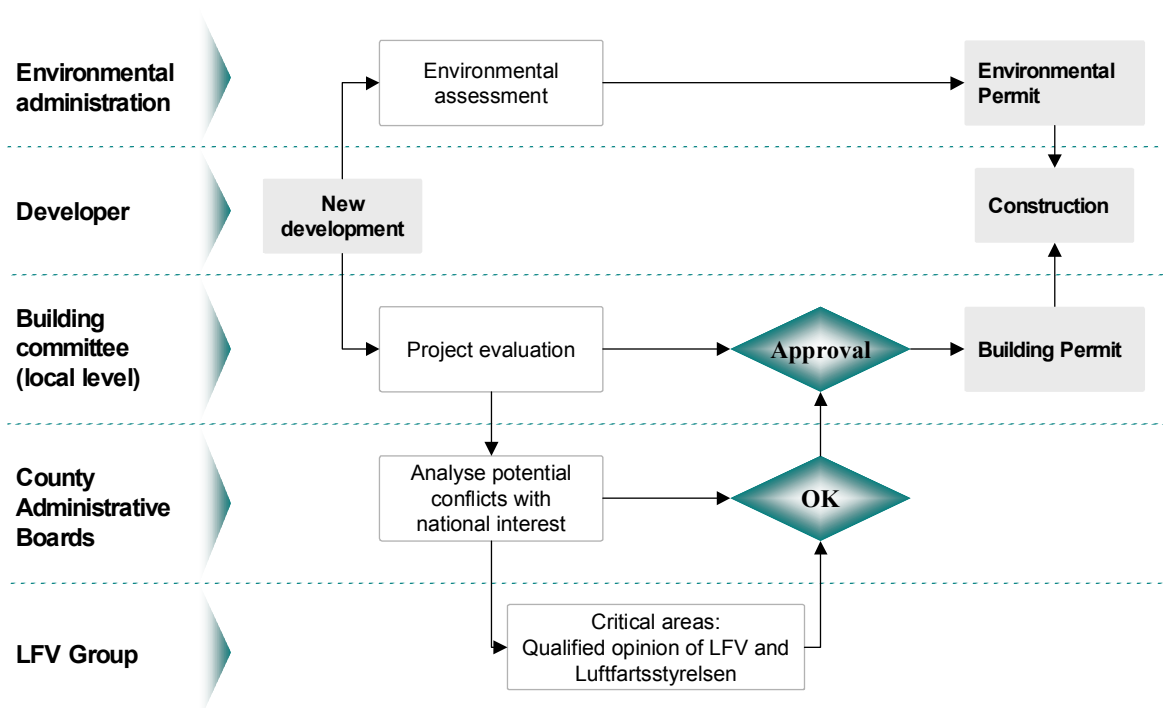 Environmental
administration
Environmental
assessment
Environmental
Permit
Developer
New
development
Construction
Building
committee
(local level)
Project evaluation
Approval
Building Permit
County
Administrative
Boards
Analyse potential
conflicts with
national interest
OK
LFV Group
Critical areas:
Qualified opinion of LFV and
Luftfartsstyrelsen